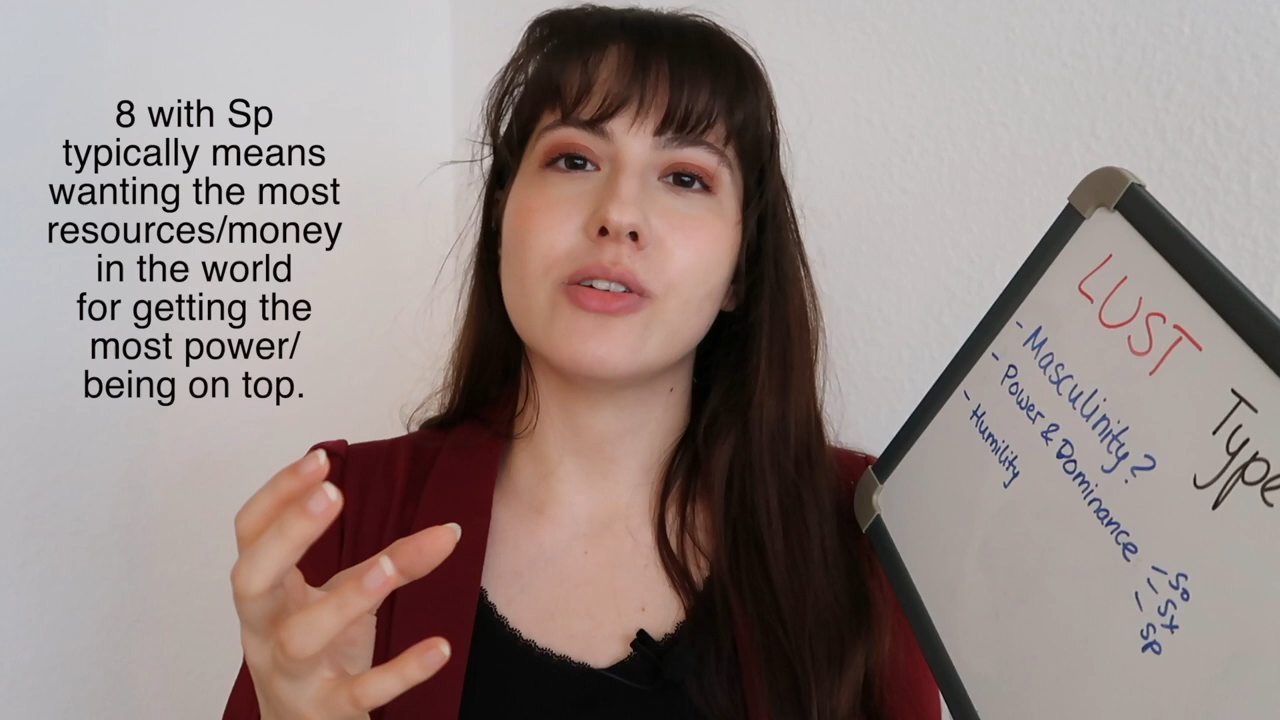 8 with Sp
typically means
wanting the most
resources/money
in the world
for getting the
most power/
being on top.
LUST
Type
- Masculinity?
- Power & Dominance
- Humility
- So
- Sx
- Sp